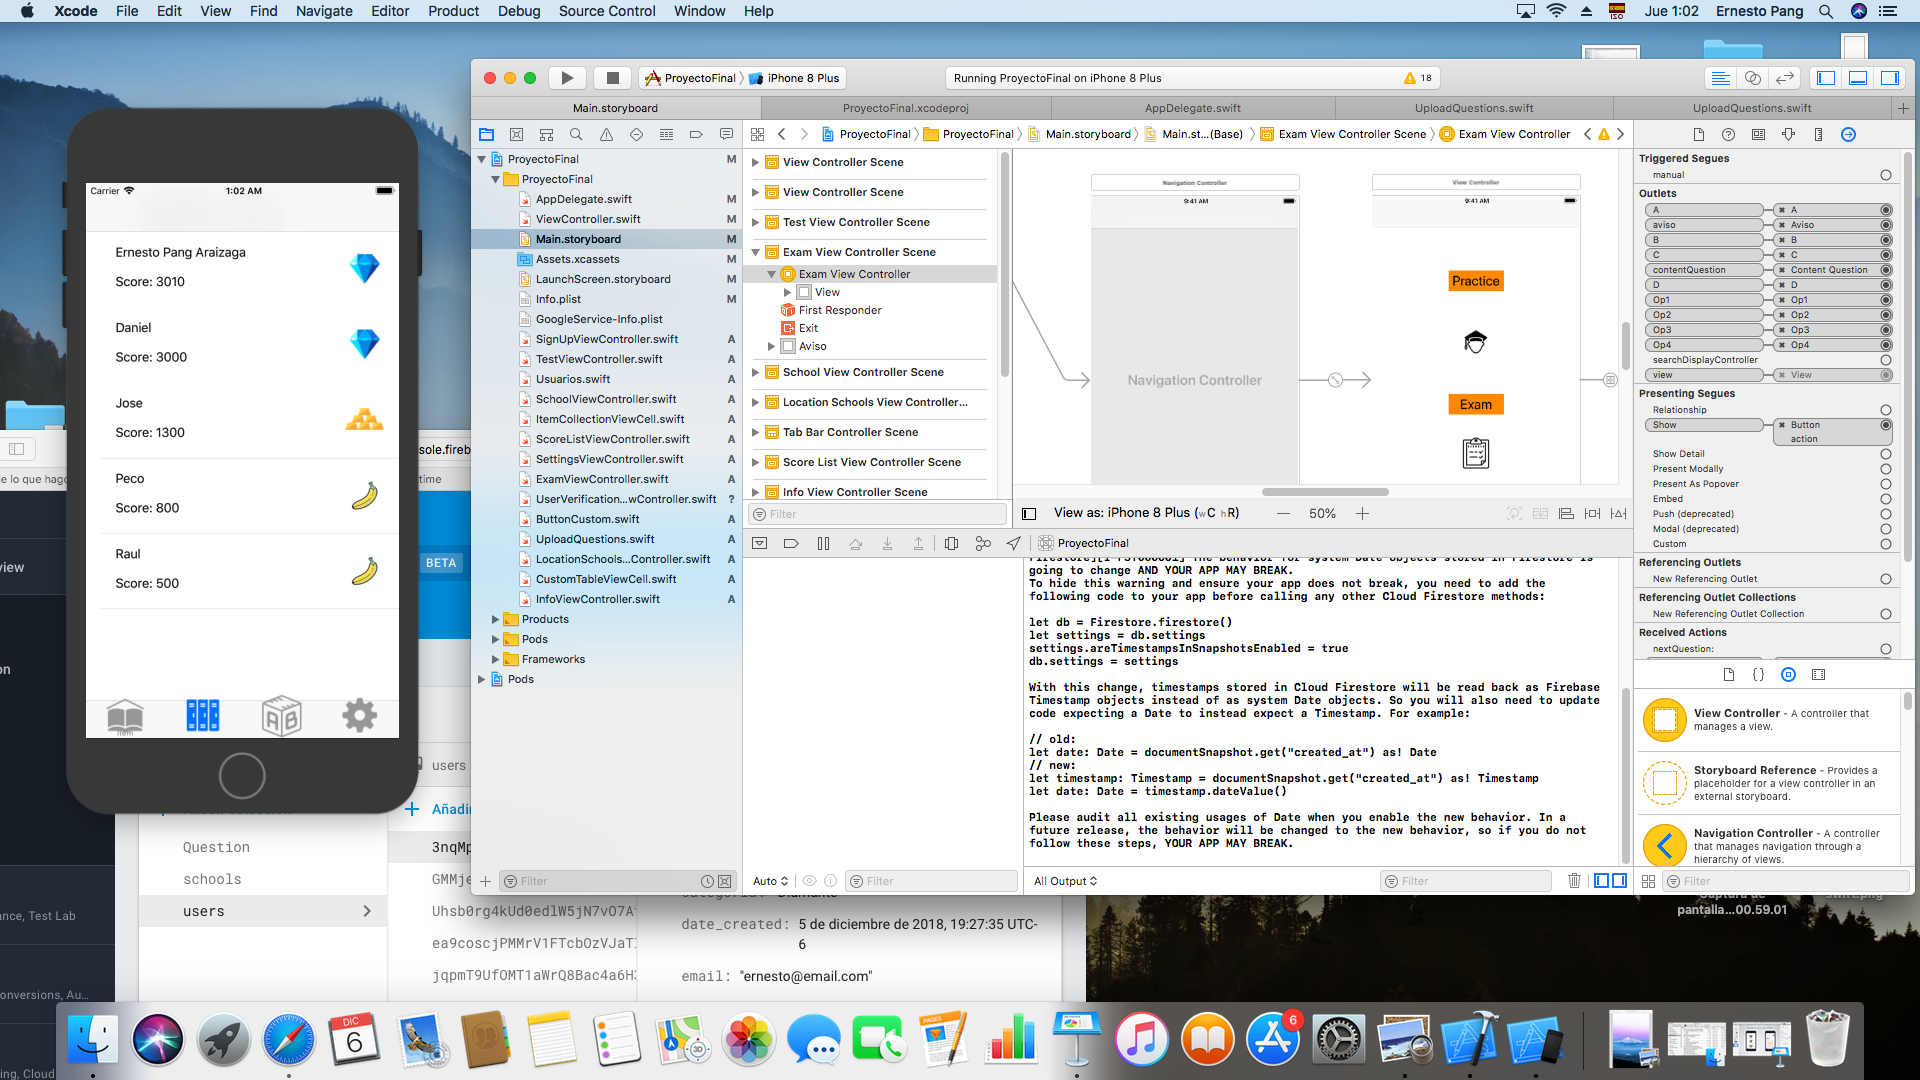 Xcode File Edit View Find Navigate Editor Product Debug Source Control Window Help
ISO Jue 1:02 Ernesto Pang
ProyectoFinal iPhone 8 Plus
Running ProyectoFinal on iPhone 8 Plus
18
Main.storyboard
ProyectoFinal.xcodeproj
AppDelegate.swift
UploadQuestions.swift
UploadQuestions.swift
ProyectoFinal ProyectoFinal Main.storyboard Main.st...(Base) Exam View Controller Scene Exam View Controller
Carrier 1:02 AM
Ernesto Pang Araizaga
Score: 3010
Daniel
Score: 3000
Jose
Score: 1300
Peco
Score: 800
Raul
Score: 500
Item
ProyectoFinal M
ProyectoFinal
AppDelegate.swift M
ViewController.swift M
Main.storyboard M
Assets.xcassets M
LaunchScreen.storyboard M
Info.plist M
GoogleService-Info.plist
SignUpViewController.swift A
TestViewController.swift A
Usuarios.swift A
SchoolViewController.swift A
ItemCollectionViewCell.swift A
ScoreListViewController.swift A
SettingsViewController.swift A
ExamViewController.swift A
UserVerification...wController.swift ?
ButtonCustom.swift A
UploadQuestions.swift A
LocationSchools...Controller.swift A
CustomTableViewCell.swift A
InfoViewController.swift A
Products
Pods
Frameworks
Pods
Filter
View Controller Scene
View Controller Scene
Test View Controller Scene
Exam View Controller Scene
Exam View Controller
View
First Responder
Exit
Aviso
School View Controller Scene
Location Schools View Controller...
Tab Bar Controller Scene
Score List View Controller Scene
Info View Controller Scene
Filter
Navigation Controller
9:41 AM
Navigation Controller
View Controller
9:41 AM
Practice
Exam
View as: iPhone 8 Plus (wC hR)
50%
ProyectoFinal
going to change AND YOUR APP MAY BREAK.
To hide this warning and ensure your app does not break, you need to add the
following code to your app before calling any other Cloud Firestore methods:
let db = Firestore.firestore()
let settings = db.settings
settings.areTimestampsInSnapshotsEnabled = true
db.settings = settings
With this change, timestamps stored in Cloud Firestore will be read back as Firebase
Timestamp objects instead of as system Date objects. So you will also need to update
code expecting a Date to instead expect a Timestamp. For example:
// old:
let date: Date = documentSnapshot.get("created_at") as! Date
// new:
let timestamp: Timestamp = documentSnapshot.get("created_at") as! Timestamp
let date: Date = timestamp.dateValue()
Please audit all existing usages of Date when you enable the new behavior. In a
future release, the behavior will be changed to the new behavior, so if you do not
follow these steps, YOUR APP MAY BREAK.
Auto
Filter
All Output
Filter
Triggered Segues
manual
Outlets
A A
aviso Aviso
B B
C C
contentQuestion Content Question
D D
Op1 Op1
Op2 Op2
Op3 Op3
Op4 Op4
searchDisplayController
view View
Presenting Segues
Relationship
Show Button
action
Show Detail
Present Modally
Present As Popover
Embed
Push (deprecated)
Modal (deprecated)
Custom
Referencing Outlets
New Referencing Outlet
Referencing Outlet Collections
New Referencing Outlet Collection
Received Actions
nextQuestion:
View Controller - A controller that
manages a view.
Storyboard Reference - Provides a
placeholder for a view controller in an
external storyboard.
Navigation Controller - A controller
that manages navigation through a
hierarchy of views.
Filter
sole.fireb
e lo que hago
time
BETA
view
on
users
Añadir
Question
schools
users
3nqMp
GMMje
Uhsb0rg4kUd0edlW5jN7vO7A
ea9coscjPMMrV1FTcbOzVJaT
jqpmT9UfOMT1aWrQ8Bac4a6H
date_created: 5 de diciembre de 2018, 19:27:35 UTC-
6
email: "ernesto@email.com"
ance, Test Lab
onversions, Au...
ing, Cloud
pantalla...00.59.01
DIC
6
3D
PAGES
6